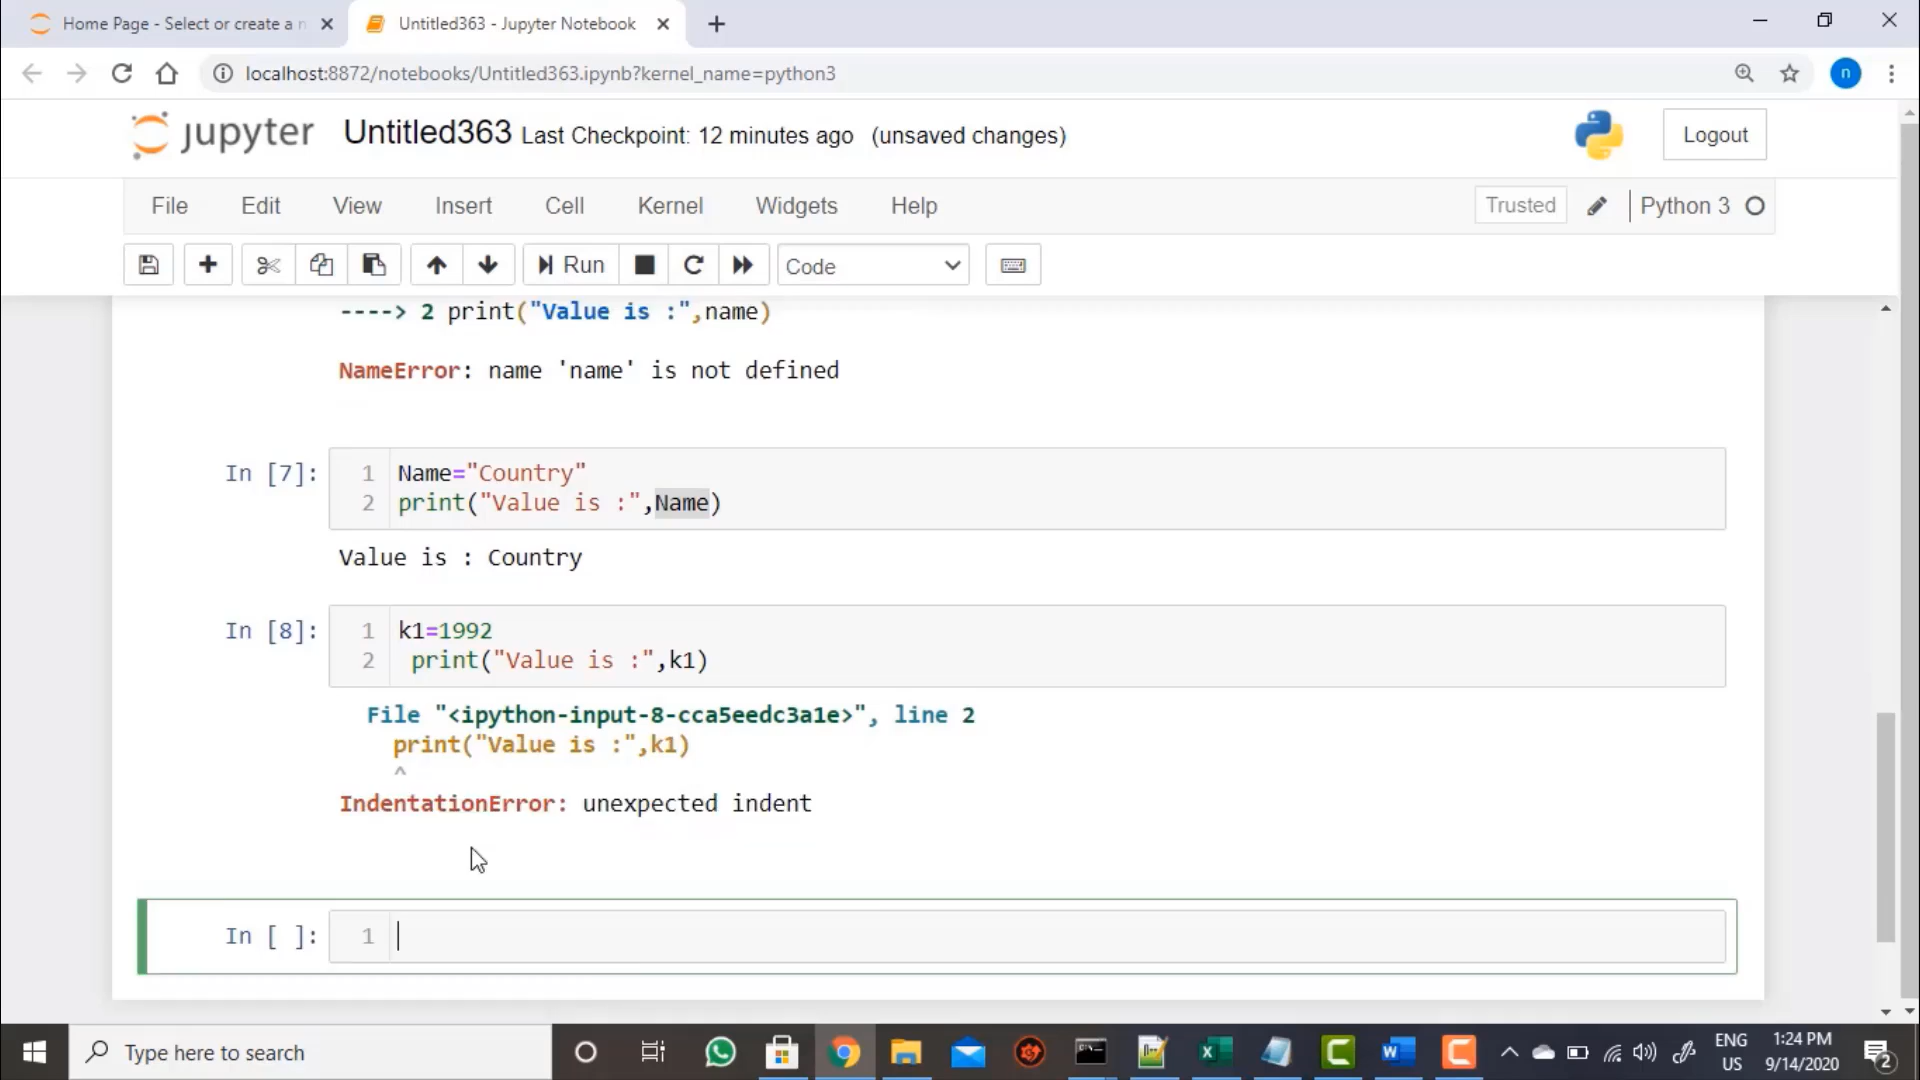 Home Page - Select or create a n
Untitled363 - Jupyter Notebook
localhost:8872/notebooks/Untitled363.ipynb?kernel_name=python3
n
jupyter Untitled363 Last Checkpoint: 12 minutes ago (unsaved changes)
Logout
File Edit View Insert Cell Kernel Widgets Help
Trusted Python 3
Run
Code
----> 2 print("Value is :",name)
NameError: name 'name' is not defined
In [7]:
1 Name="Country"
2 print("Value is :",Name)
Value is : Country
In [8]:
1 k1=1992
2  print("Value is :",k1)
File "<ipython-input-8-cca5eedc3a1e>", line 2
print("Value is :",k1)
^
IndentationError: unexpected indent
In [ ]:
1
Type here to search
ENG
US
1:24 PM
9/14/2020
2